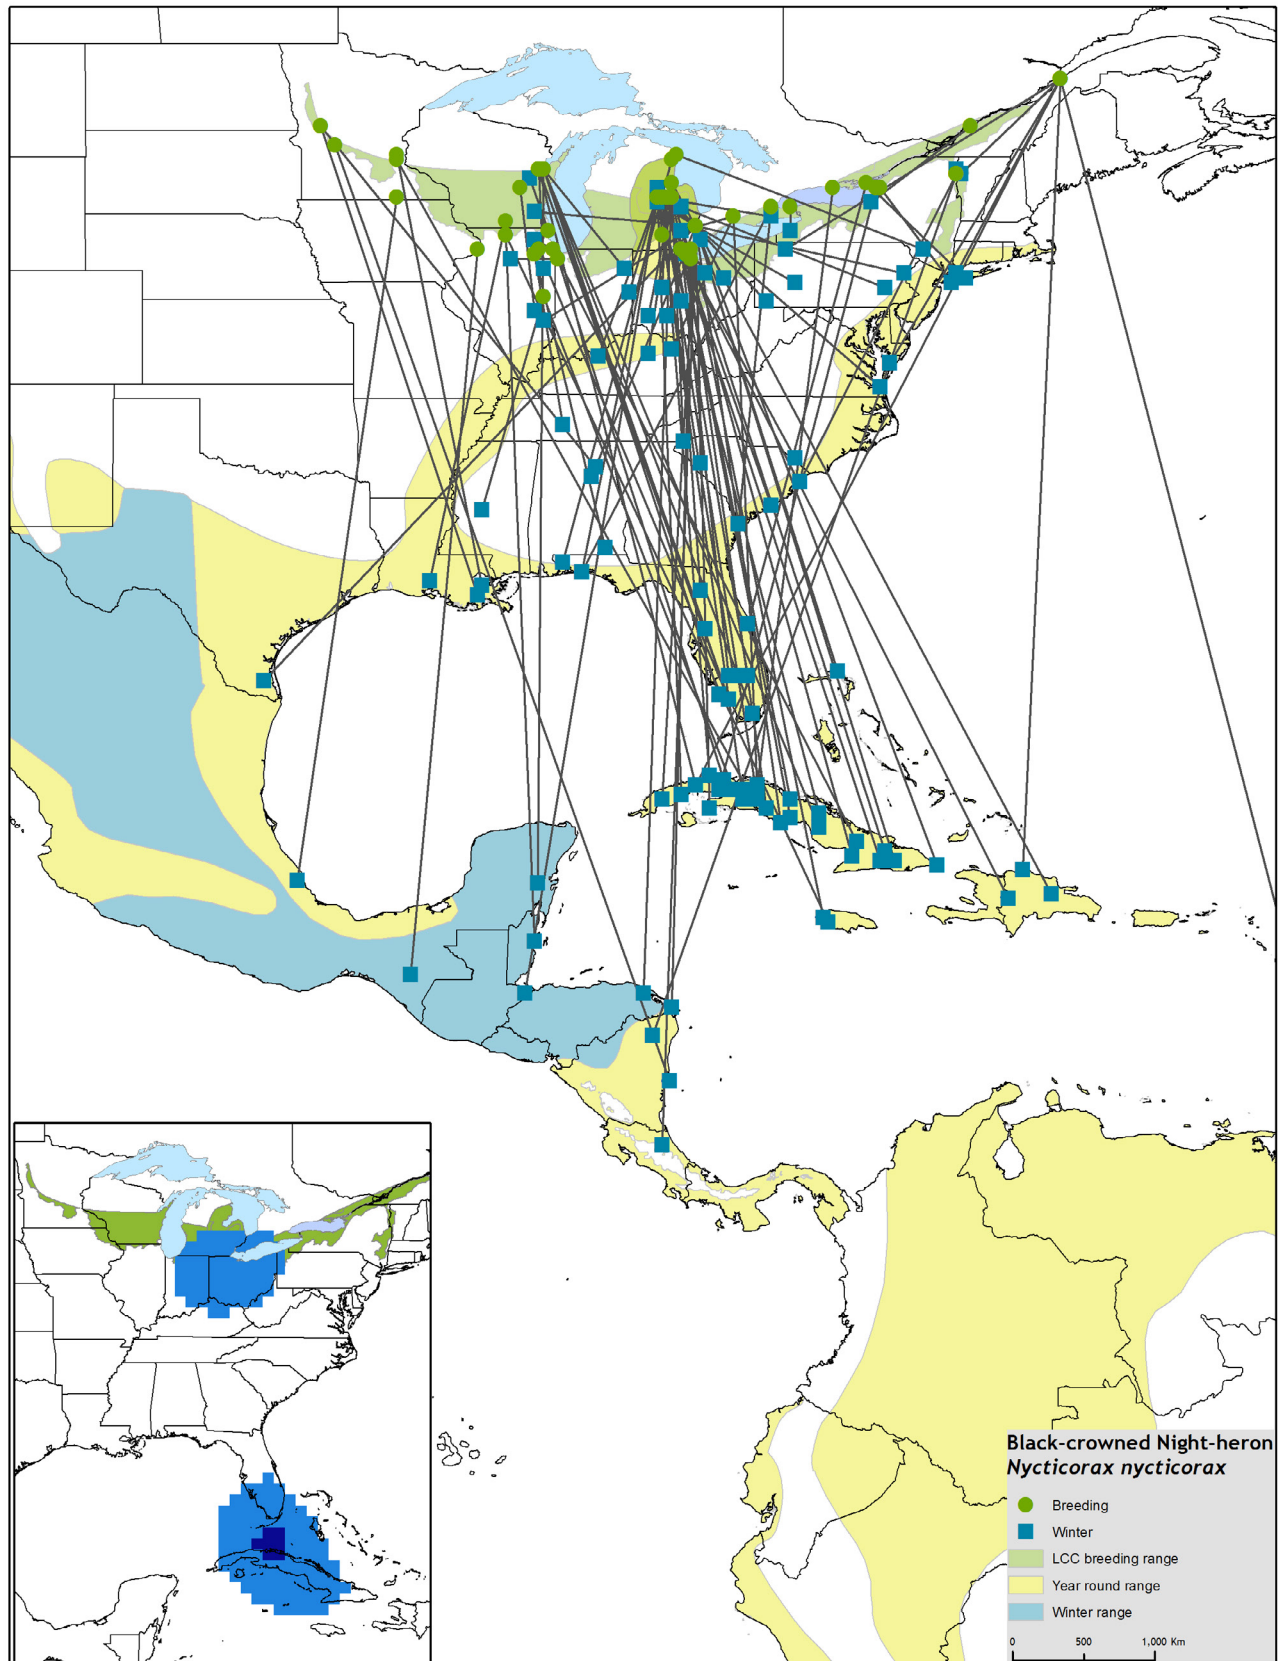 Black-crowned Night-heron
Nycticorax nycticorax
Breeding
Winter
LCC breeding range
Year round range
Winter range
0 500 1,000 Km